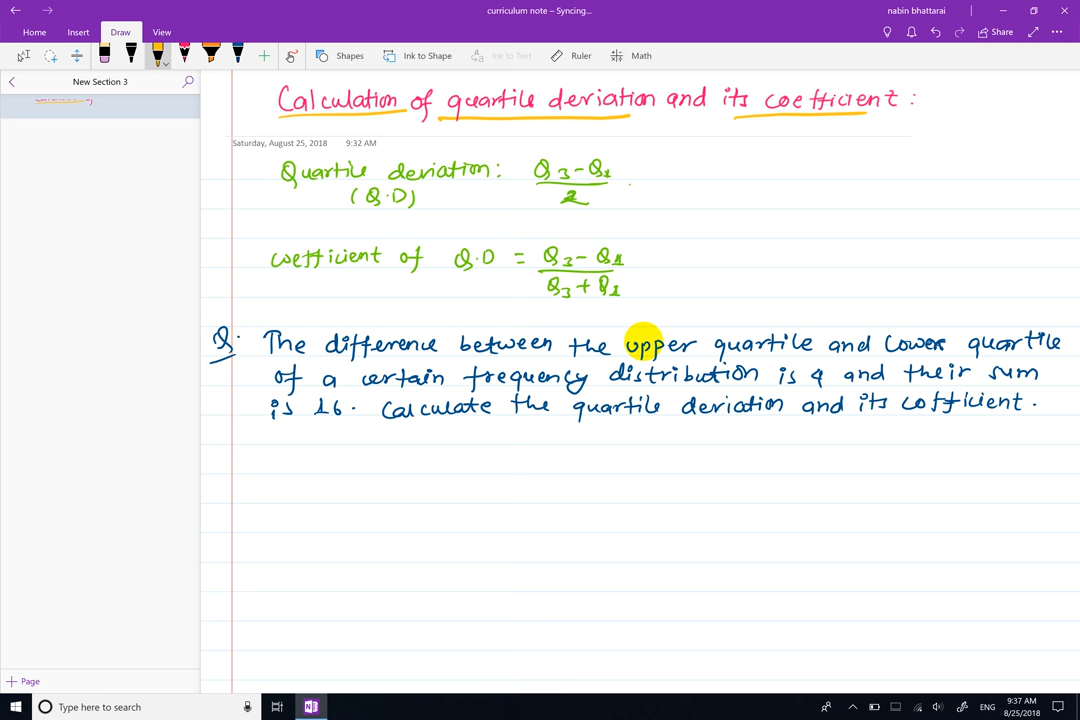 curriculum note – Syncing...
nabin bhattarai
Home Insert Draw View
Share
Shapes Ink to Shape Ink to Text Ruler Math
New Section 3
Calculation of
Calculation of quartile deviation and its coefficient :
Saturday, August 25, 2018 9:32 AM
Quartile deviation: Q3 - Q1
(Q.D) 2
coefficient of Q.D = Q3 - Q1
Q3 + Q1
Q. The difference between the upper quartile and lower quartile
of a certain frequency distribution is 4 and their sum
is 16. Calculate the quartile deviation and its cofficient.
+ Page
Type here to search
ENG
9:37 AM
8/25/2018